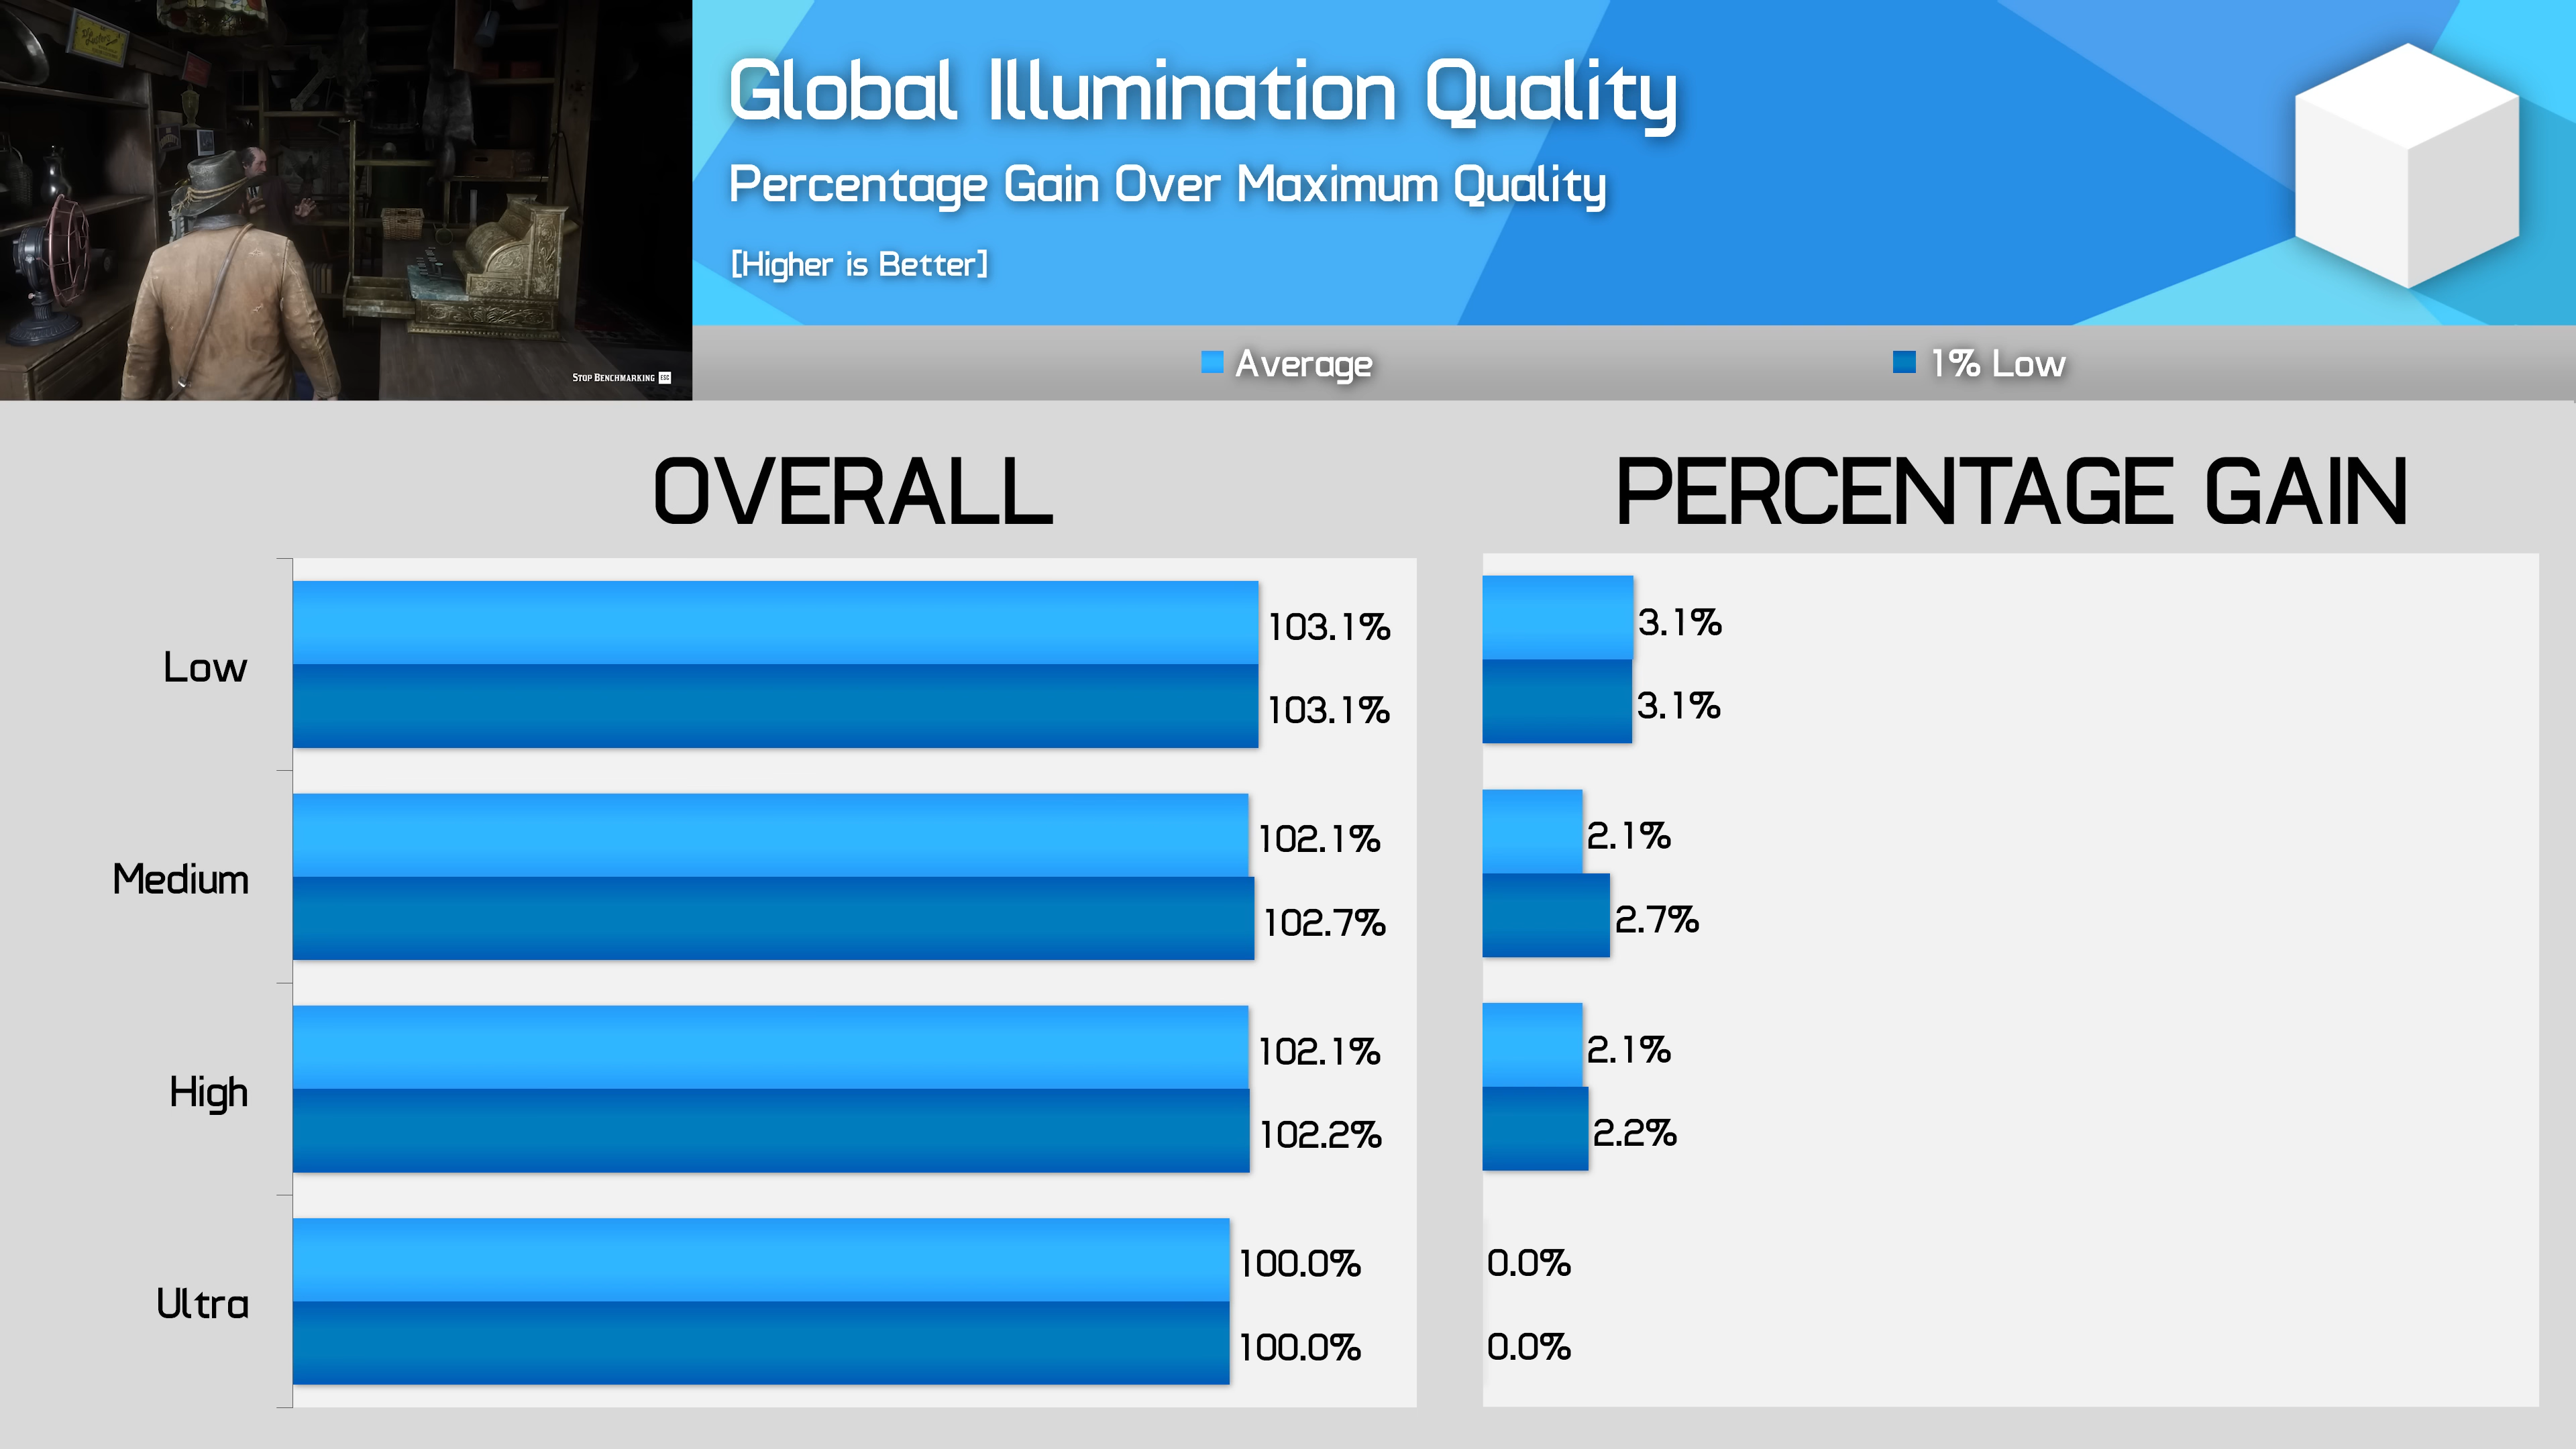 Global Illumination Quality
Percentage Gain Over Maximum Quality
[Higher is Better]
STOP BENCHMARKING ESC
Average
1% Low
OVERALL
PERCENTAGE GAIN
Low
103.1%
103.1%
3.1%
3.1%
Medium
102.1%
102.7%
2.1%
2.7%
High
102.1%
102.2%
2.1%
2.2%
Ultra
100.0%
100.0%
0.0%
0.0%